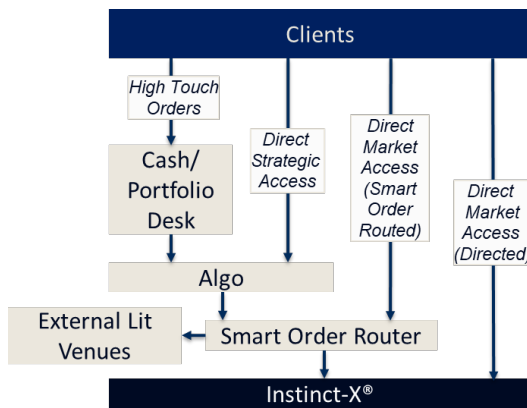 Clients
High Touch
Orders
Cash/
Portfolio
Desk
Direct
Strategic
Access
Direct
Market
Access
(Smart
Order
Routed)
Direct
Market
Access
(Directed)
Algo
External Lit
Venues
Smart Order Router
Instinct-X®